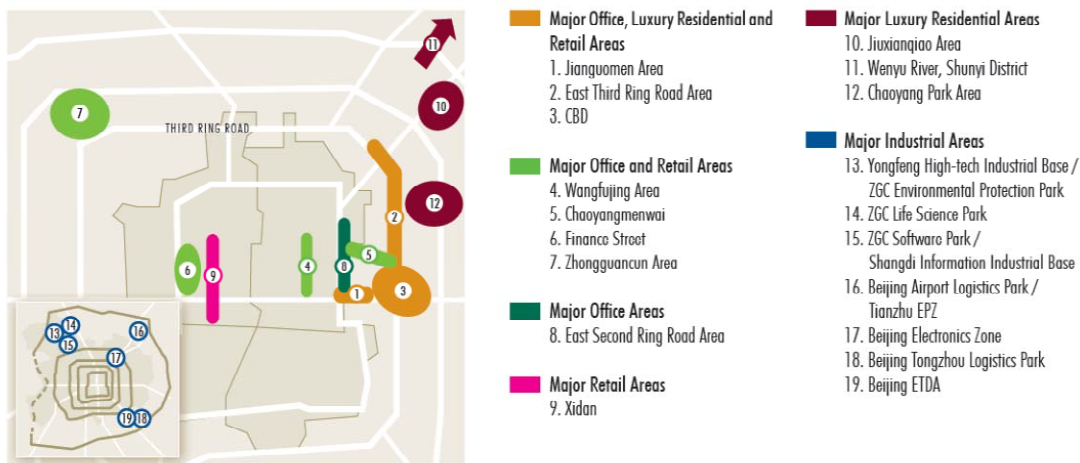 11
10
7
THIRD RING ROAD
12
2
5
6
9
4
8
3
1
14
13
16
15
17
19
18
Major Office, Luxury Residential and
Retail Areas
1. Jianguomen Area
2. East Third Ring Road Area
3. CBD
Major Office and Retail Areas
4. Wangfujing Area
5. Chaoyangmenwai
6. Finance Street
7. Zhongguancun Area
Major Office Areas
8. East Second Ring Road Area
Major Retail Areas
9. Xidan
Major Luxury Residential Areas
10. Jiuxianqiao Area
11. Wenyu River, Shunyi District
12. Chaoyang Park Area
Major Industrial Areas
13. Yongfeng High-tech Industrial Base /
ZGC Environmental Protection Park
14. ZGC Life Science Park
15. ZGC Software Park /
Shangdi Information Industrial Base
16. Beijing Airport Logistics Park /
Tianzhu EPZ
17. Beijing Electronics Zone
18. Beijing Tongzhou Logistics Park
19. Beijing ETDA